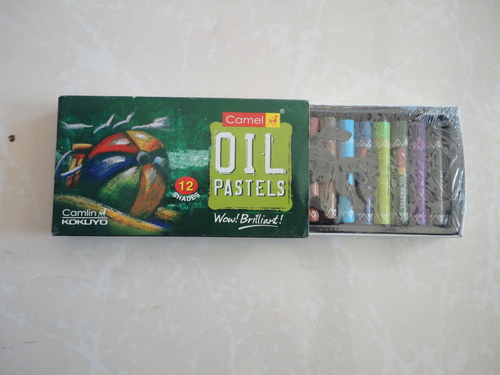 Camel
®
OIL
PASTELS
12
SHADES
Wow! Brilliant!
Camlin
KOKUYO